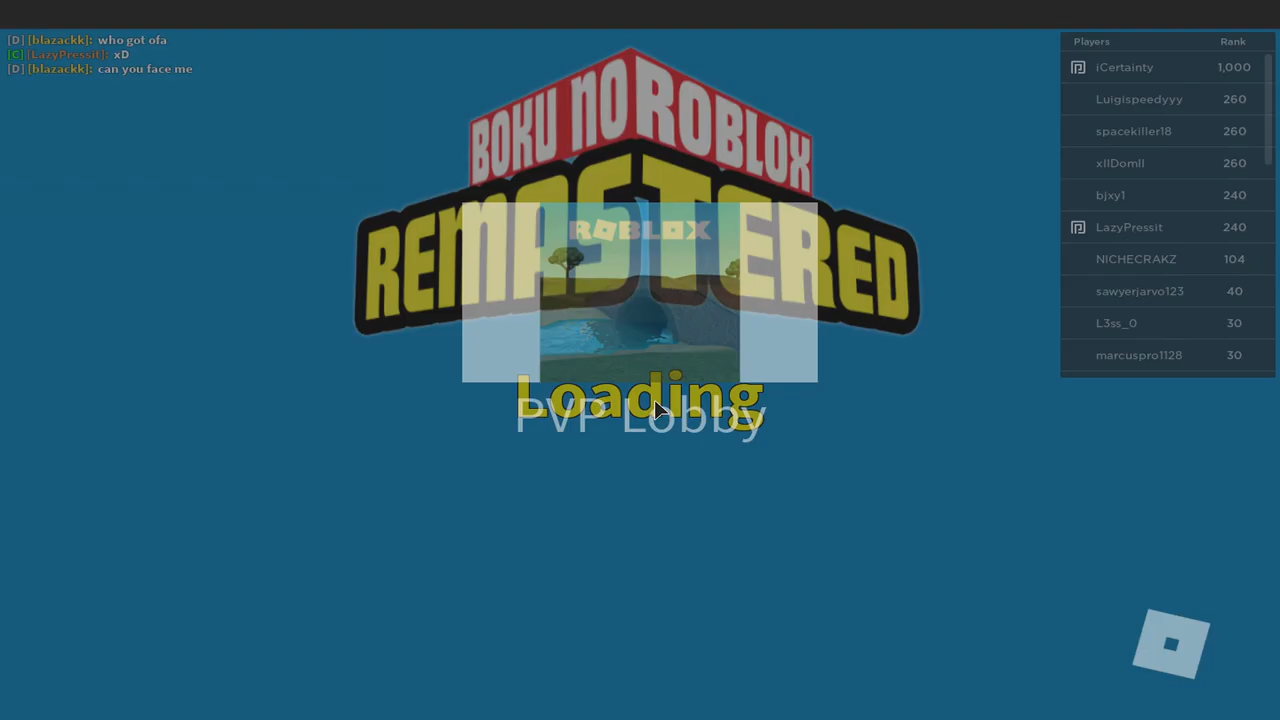 [D] [blazackk]: who got ofa
[C] [LazyPressit]: xD
[D] [blazackk]: can you face me
BOKU NO ROBLOX
REMASTERED
ROBLOX
Loading
PVP Lobby
Players Rank
iCertainty 1,000
Luigispeedyyy 260
spacekiller18 260
xIIDomII 260
bjxy1 240
LazyPressit 240
NICHECRAKZ 104
sawyerjarvo123 40
L3ss_0 30
marcuspro1128 30